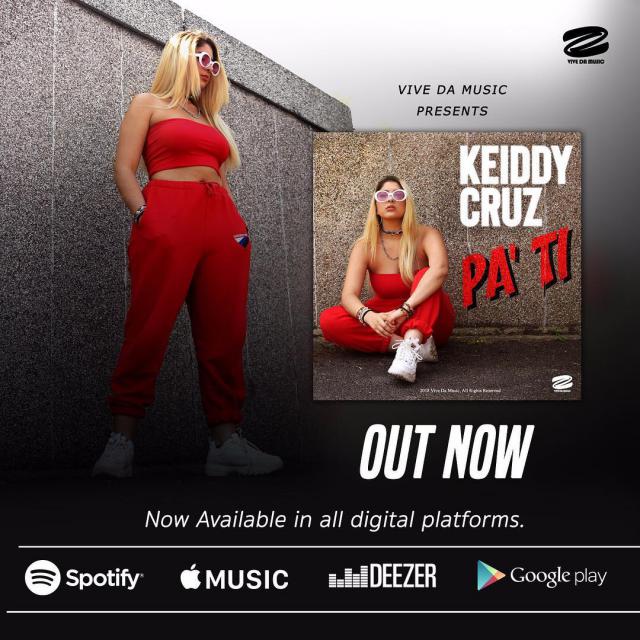 VIVE DA MUSIC
VIVE DA MUSIC
PRESENTS
KEIDDY
CRUZ
PA' TI
2018 Vive Da Music, All Rights Reserved
OUT NOW
Now Available in all digital platforms.
Spotify
MUSIC
DEEZER
Google play